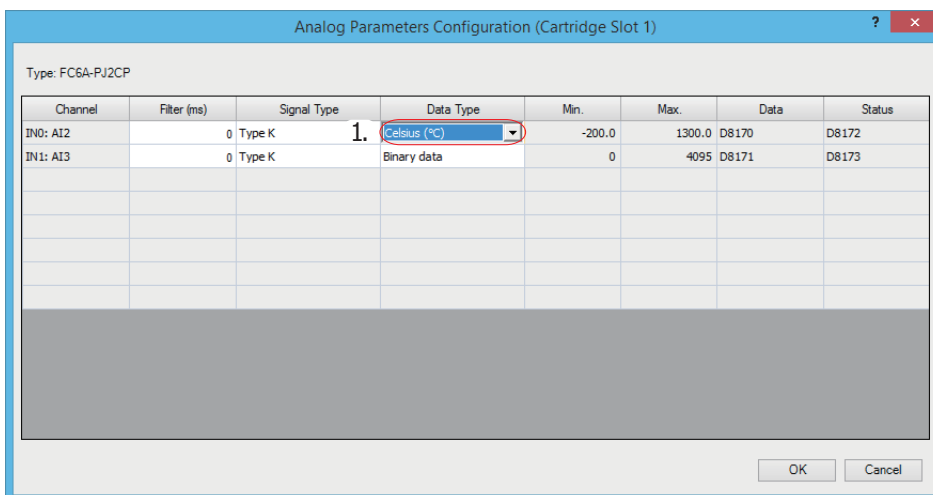 Analog Parameters Configuration (Cartridge Slot 1)
? ×
Type: FC6A-PJ2CP
Channel Filter (ms) Signal Type Data Type Min. Max. Data Status
IN0: AI2 0 Type K 1. Celsius (°C) -200.0 1300.0 D8170 D8172
IN1: AI3 0 Type K Binary data 0 4095 D8171 D8173
OK Cancel